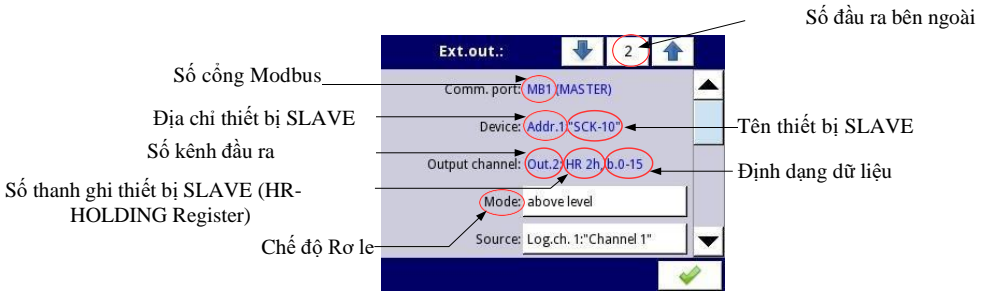 Số đầu ra bên ngoài
Ext.out.:
2
Số cổng Modbus
Comm. port: MB1 (MASTER)
Địa chỉ thiết bị SLAVE
Device: Addr.1:"SCK-10"
Tên thiết bị SLAVE
Số kênh đầu ra
Output channel: Out.2: HR 2h, b.0-15
Định dạng dữ liệu
Số thanh ghi thiết bị SLAVE (HR-
HOLDING Register)
Mode: above level
Chế độ Rơ le
Source: Log.ch. 1:"Channel 1"